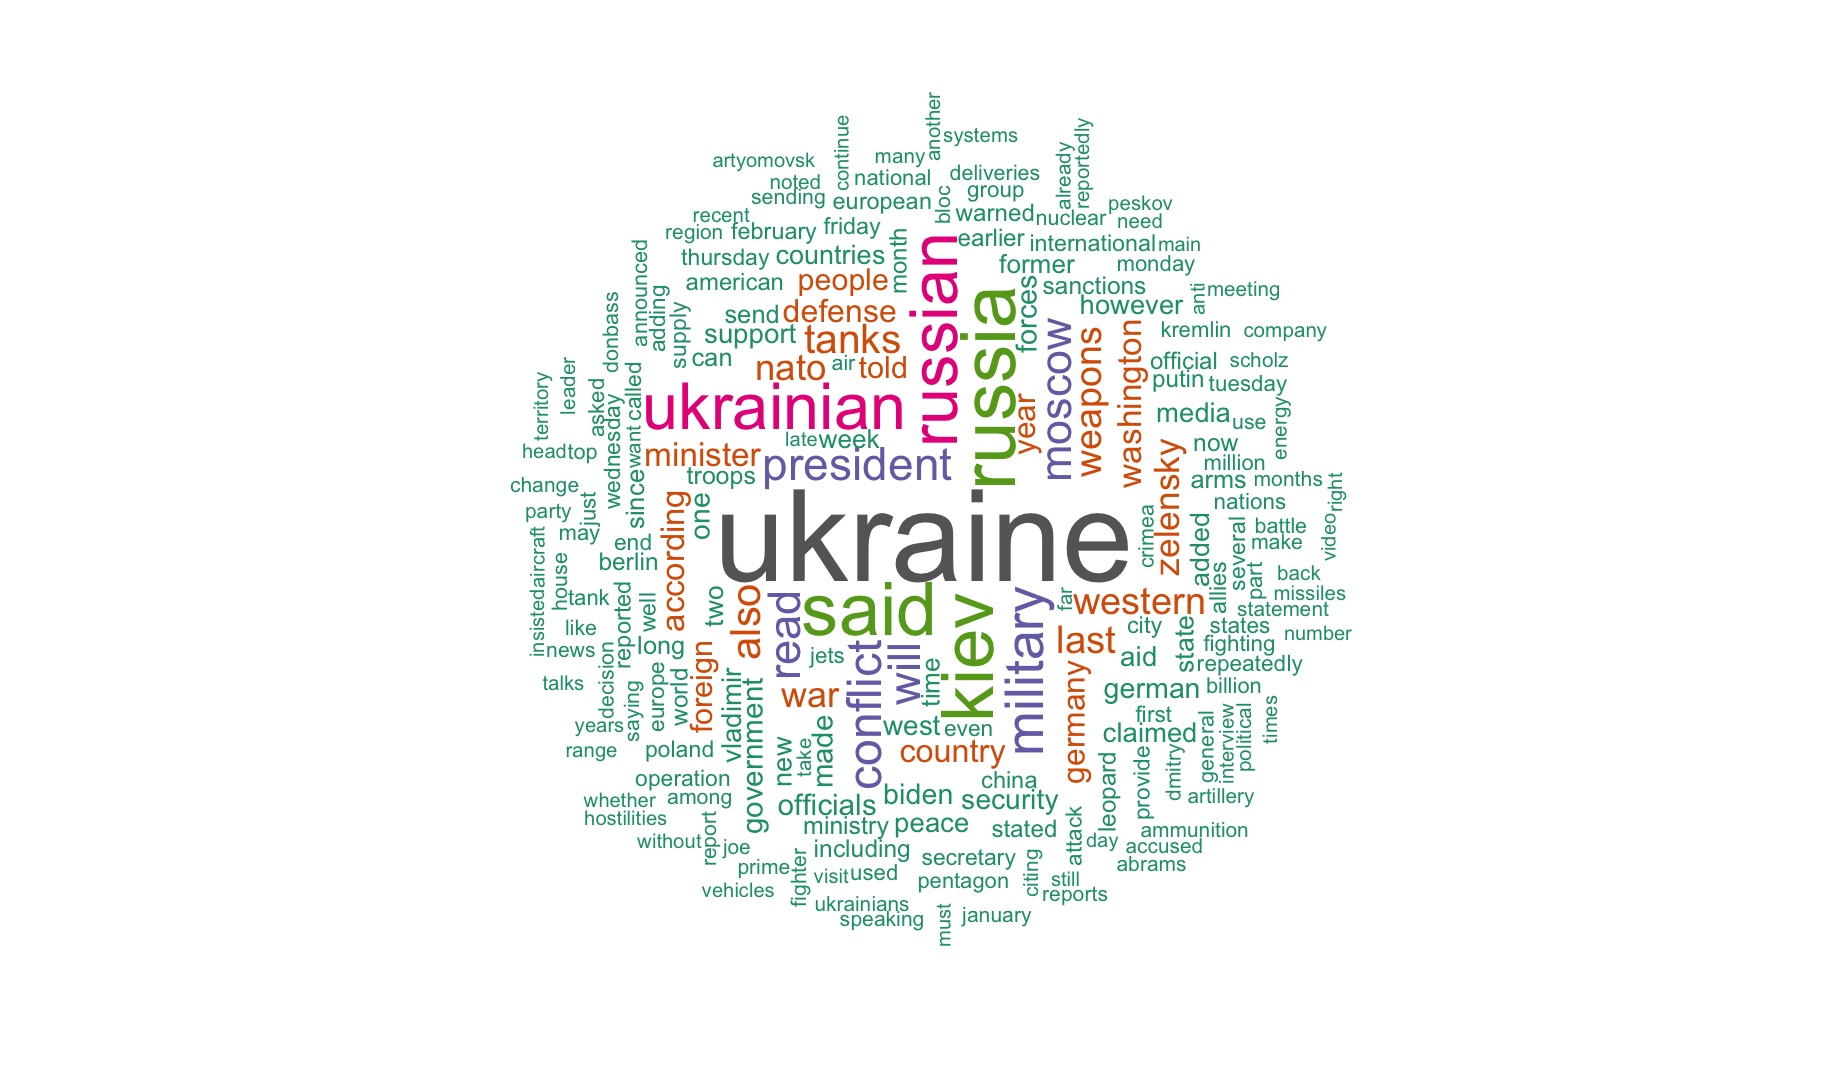 another
continue
systems
reportedly
artyomovsk
many
already
noted
national
deliveries
sending
european
bloc
group
peskov
recent
warned
nuclear
need
region
february
friday
earlier
international
main
thursday
countries
month
russian
former
monday
announced
american
people
forces
sanctions
anti
meeting
donbass
adding
supply
send
defense
russia
however
support
tanks
moscow
weapons
washington
kremlin
company
can
nato
air
told
official
scholz
leader
called
putin
tuesday
territory
asked
wednesday
want
ukrainian
year
media
use
energy
head
top
since
late
week
now
minister
president
zelensky
million
change
troops
arms
months
right
party
just
according
one
ukraine
crimea
added
nations
video
may
end
several
battle
make
berlin
aircraft
insisted
house
tank
reported
well
two
also
read
said
kiev
military
far
western
allies
part
back
missiles
statement
like
news
long
jets
conflict
will
time
last
city
state
states
number
fighting
aid
repeatedly
talks
decision
saying
europe
world
foreign
vladimir
government
war
germany
german
billion
years
west
even
first
claimed
general
interview
political
times
range
poland
new
take
made
country
operation
china
leopard
provide
dmitry
whether
among
officials
biden
security
artillery
hostilities
ministry
peace
stated
attack
ammunition
without
report
joe
including
secretary
citing
day
accused
abrams
prime
fighter
visit
used
pentagon
still
vehicles
reports
ukrainians
speaking
must
january